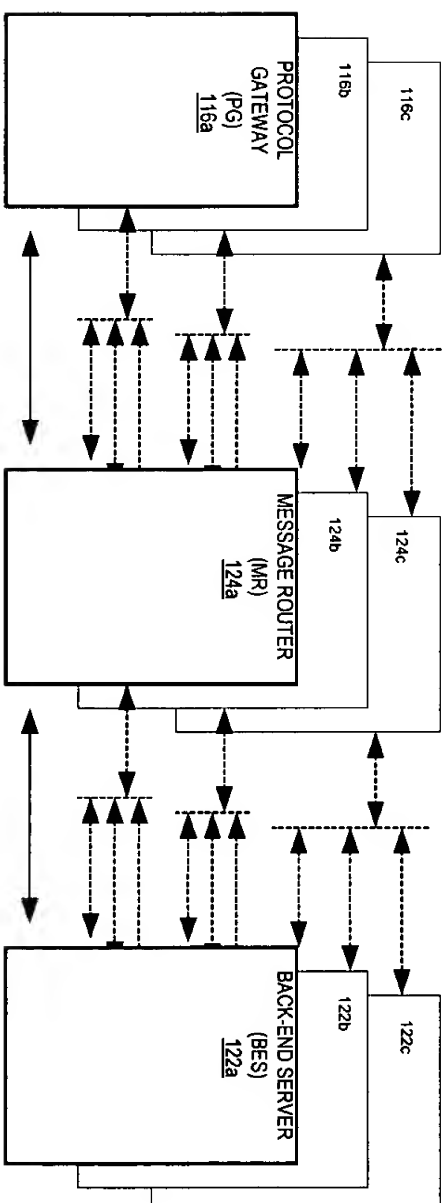 PROTOCOL
GATEWAY
(PG)
116a
116b
116c
MESSAGE ROUTER
(MR)
124a
124b
124c
BACK-END SERVER
(BES)
122a
122b
122c